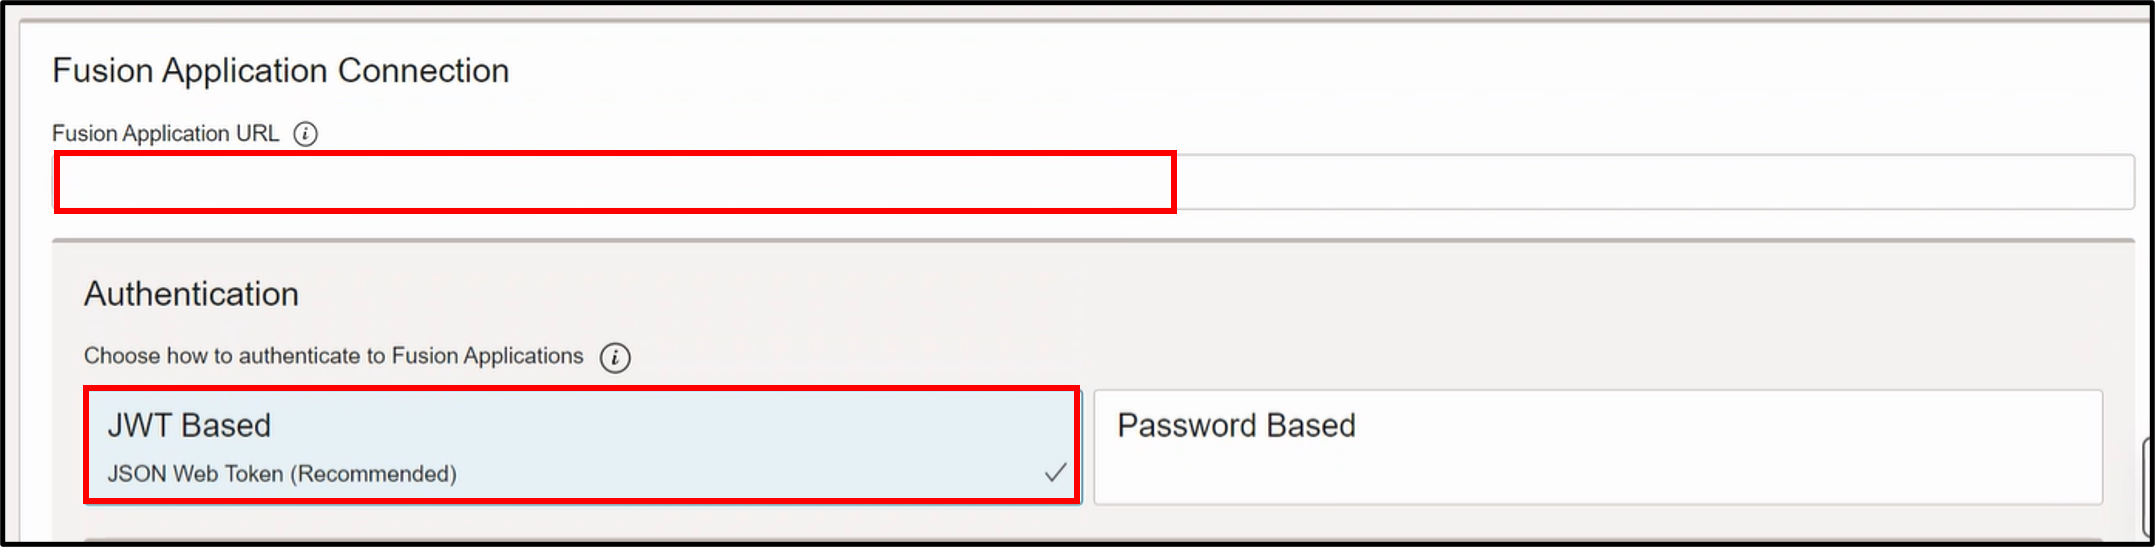 Fusion Application Connection
Fusion Application URL
Authentication
Choose how to authenticate to Fusion Applications
JWT Based
JSON Web Token (Recommended)
Password Based